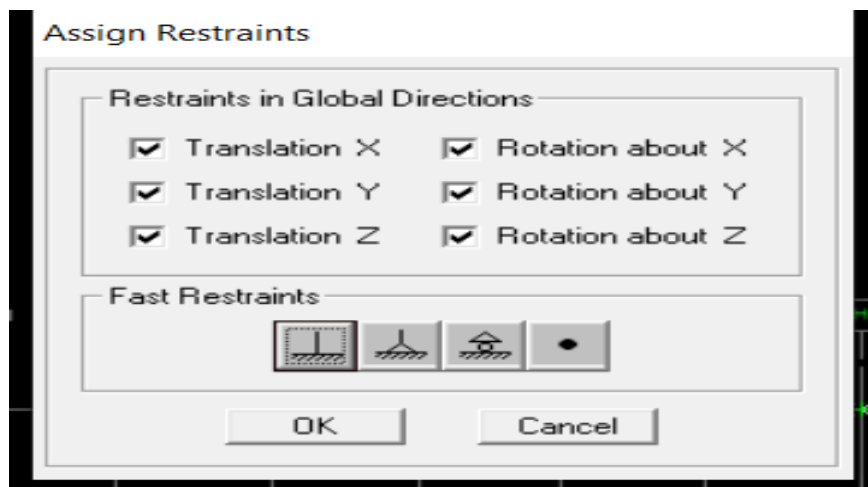 Assign Restraints
Restraints in Global Directions
Translation X
Rotation about X
Translation Y
Rotation about Y
Translation Z
Rotation about Z
Fast Restraints
OK
Cancel